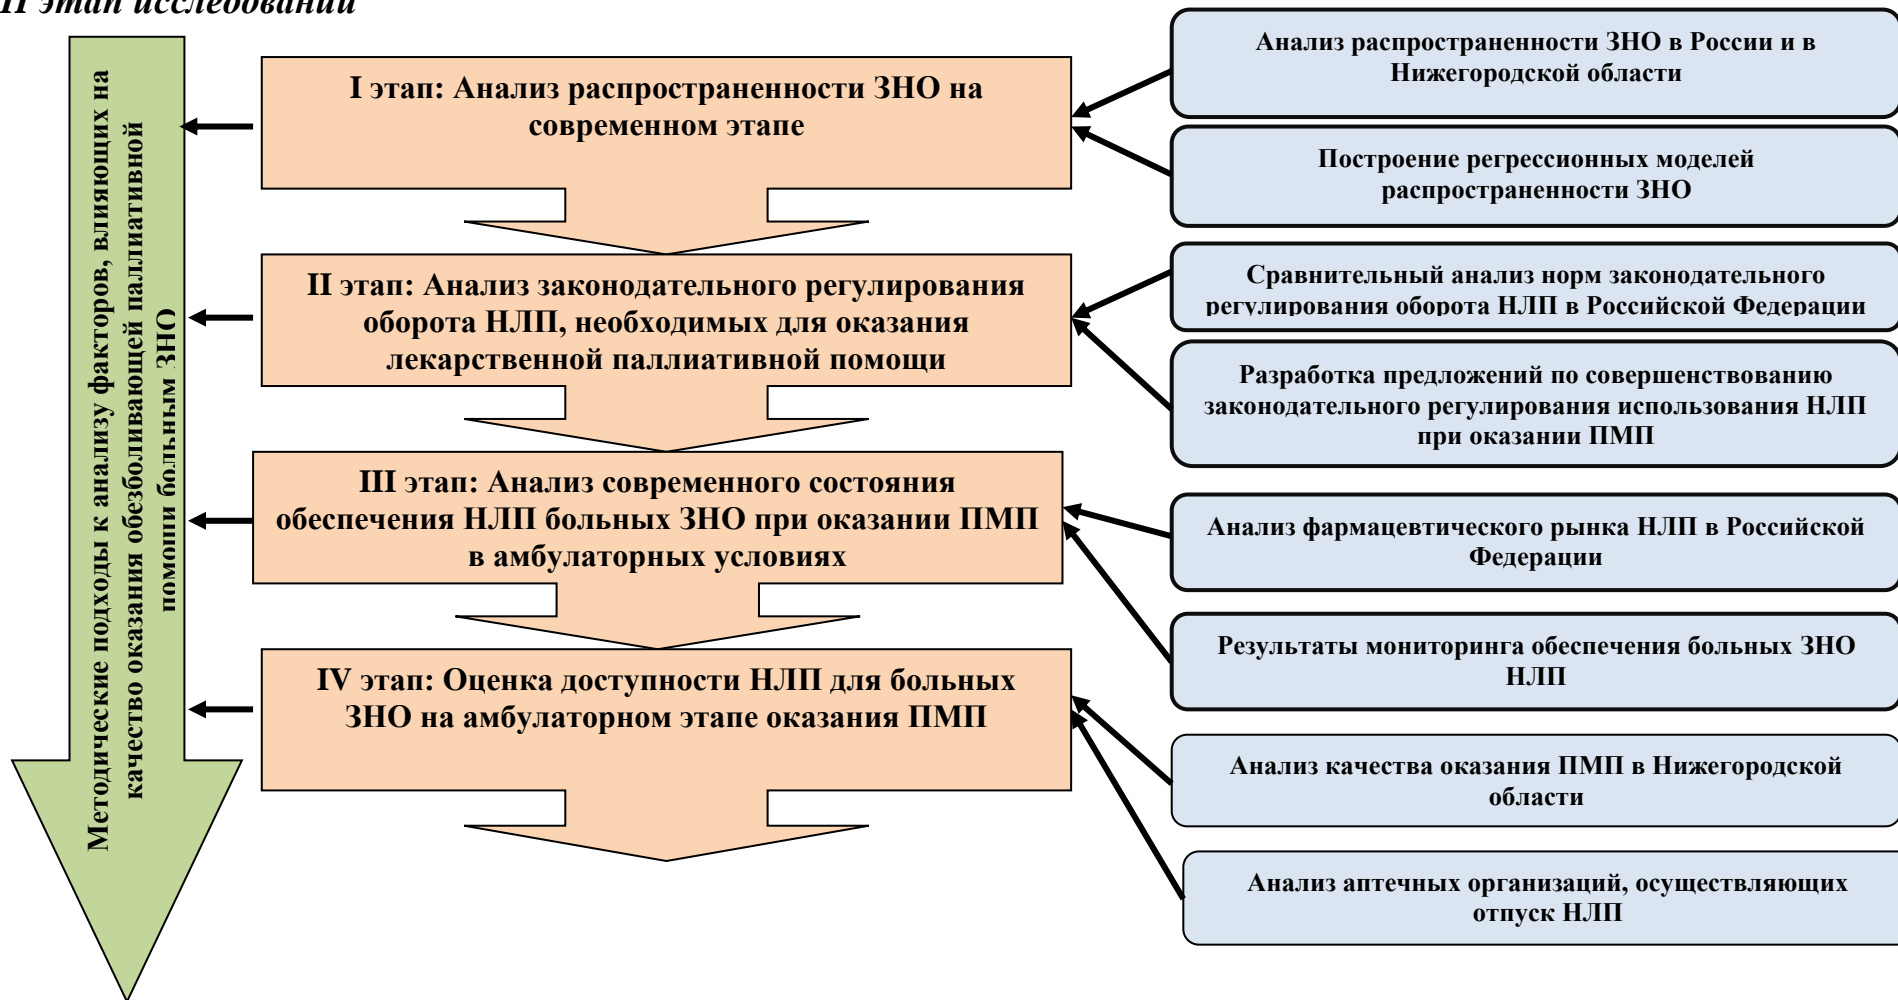 II этап исследований
Методические подходы к анализу факторов, влияющих на
качество оказания обезболивающей паллиативной
помощи больным ЗНО
I этап: Анализ распространенности ЗНО на
современном этапе
Анализ распространенности ЗНО в России и в
Нижегородской области
Построение регрессионных моделей
распространенности ЗНО
II этап: Анализ законодательного регулирования
оборота НЛП, необходимых для оказания
лекарственной паллиативной помощи
Сравнительный анализ норм законодательного
регулирования оборота НЛП в Российской Федерации
Разработка предложений по совершенствованию
законодательного регулирования использования НЛП
при оказании ПМП
III этап: Анализ современного состояния
обеспечения НЛП больных ЗНО при оказании ПМП
в амбулаторных условиях
Анализ фармацевтического рынка НЛП в Российской
Федерации
Результаты мониторинга обеспечения больных ЗНО
НЛП
IV этап: Оценка доступности НЛП для больных
ЗНО на амбулаторном этапе оказания ПМП
Анализ качества оказания ПМП в Нижегородской
области
Анализ аптечных организаций, осуществляющих
отпуск НЛП